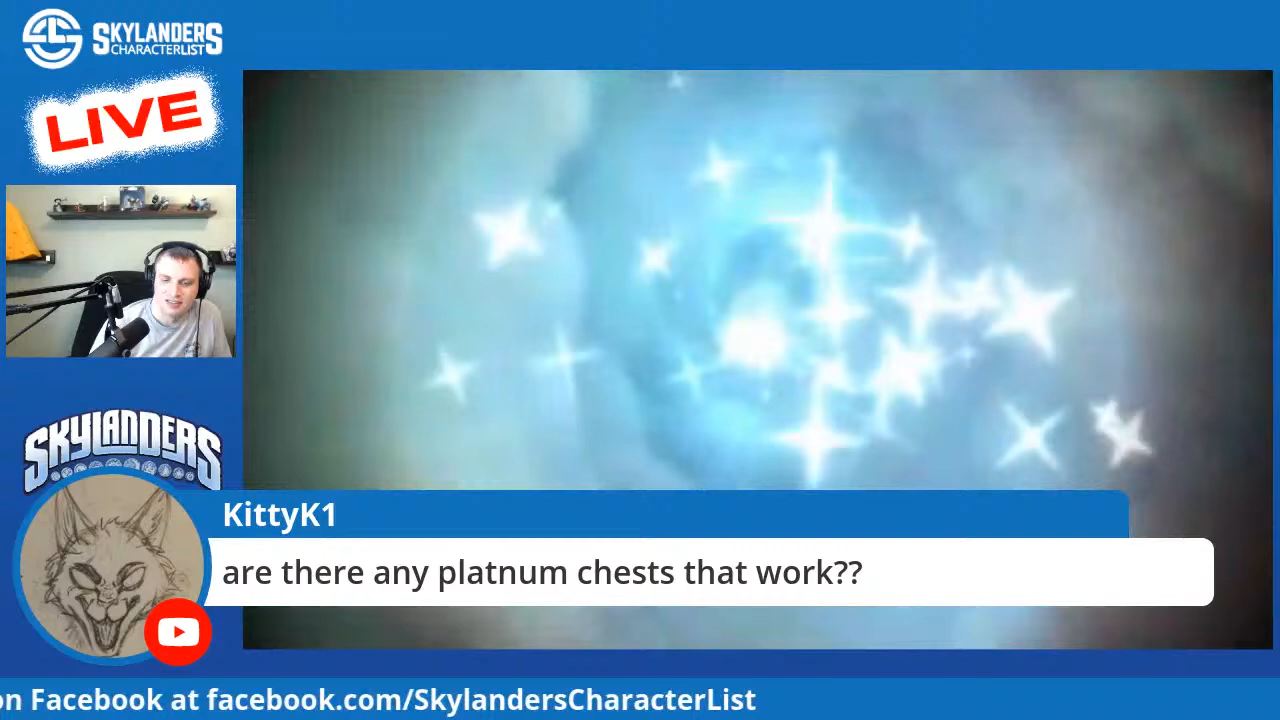 SKYLANDERS
CHARACTERLIST
LIVE
SKYLANDERS
KittyK1
are there any platnum chests that work??
on Facebook at facebook.com/SkylandersCharacterList